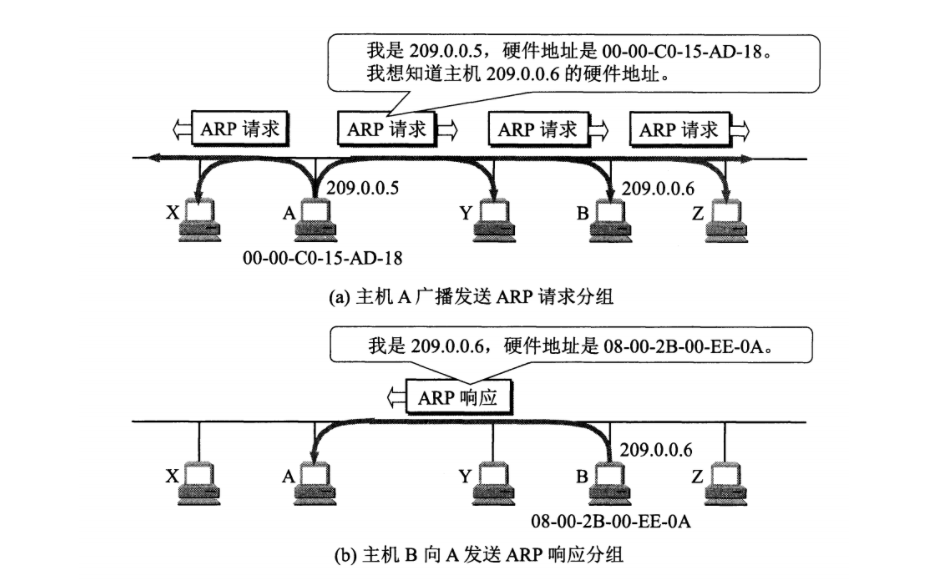 我是 209.0.0.5，硬件地址是 00-00-C0-15-AD-18。
我想知道主机 209.0.0.6 的硬件地址。
ARP 请求 ARP 请求 ARP 请求 ARP 请求
209.0.0.5 209.0.0.6
X A Y B Z
00-00-C0-15-AD-18
(a) 主机 A 广播发送 ARP 请求分组
我是 209.0.0.6，硬件地址是 08-00-2B-00-EE-0A。
ARP 响应
209.0.0.6
X A Y B Z
08-00-2B-00-EE-0A
(b) 主机 B 向 A 发送 ARP 响应分组